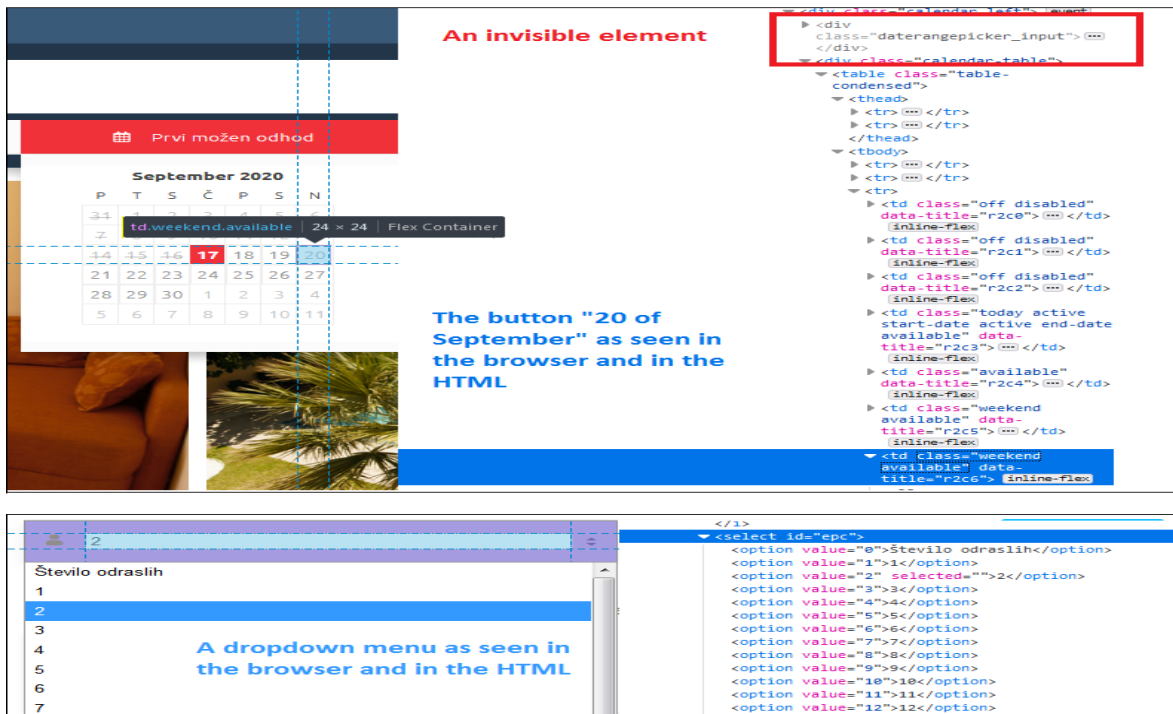 An invisible element
Prvi možen odhod
September 2020
P T S Č P S N
31
7
td.weekend.available | 24 × 24 | Flex Container
14 15 16 17 18 19 20
21 22 23 24 25 26 27
28 29 30 1 2 3 4
5 6 7 8 9 10 11
The button "20 of
September" as seen in
the browser and in the
HTML
<div class="calendar left"> event
<div
class="daterangepicker_input">
</div>
<div class="calendar-table">
<table class="table-
condensed">
<thead>
<tr> </tr>
<tr> </tr>
</thead>
<tbody>
<tr> </tr>
<tr> </tr>
<tr>
<td class="off disabled"
data-title="r2c0"> </td>
inline-flex
<td class="off disabled"
data-title="r2c1"> </td>
inline-flex
<td class="off disabled"
data-title="r2c2"> </td>
inline-flex
<td class="today active
start-date active end-date
available" data-
title="r2c3"> </td>
inline-flex
<td class="available"
data-title="r2c4"> </td>
inline-flex
<td class="weekend
available" data-
title="r2c5"> </td>
inline-flex
<td class="weekend
available" data-
title="r2c6"> inline-flex
2
Število odraslih
1
2
3
4
5
6
7
A dropdown menu as seen in
the browser and in the HTML
</i>
<select id="epc">
<option value="0">Število odraslih</option>
<option value="1">1</option>
<option value="2" selected="">2</option>
<option value="3">3</option>
<option value="4">4</option>
<option value="5">5</option>
<option value="6">6</option>
<option value="7">7</option>
<option value="8">8</option>
<option value="9">9</option>
<option value="10">10</option>
<option value="11">11</option>
<option value="12">12</option>